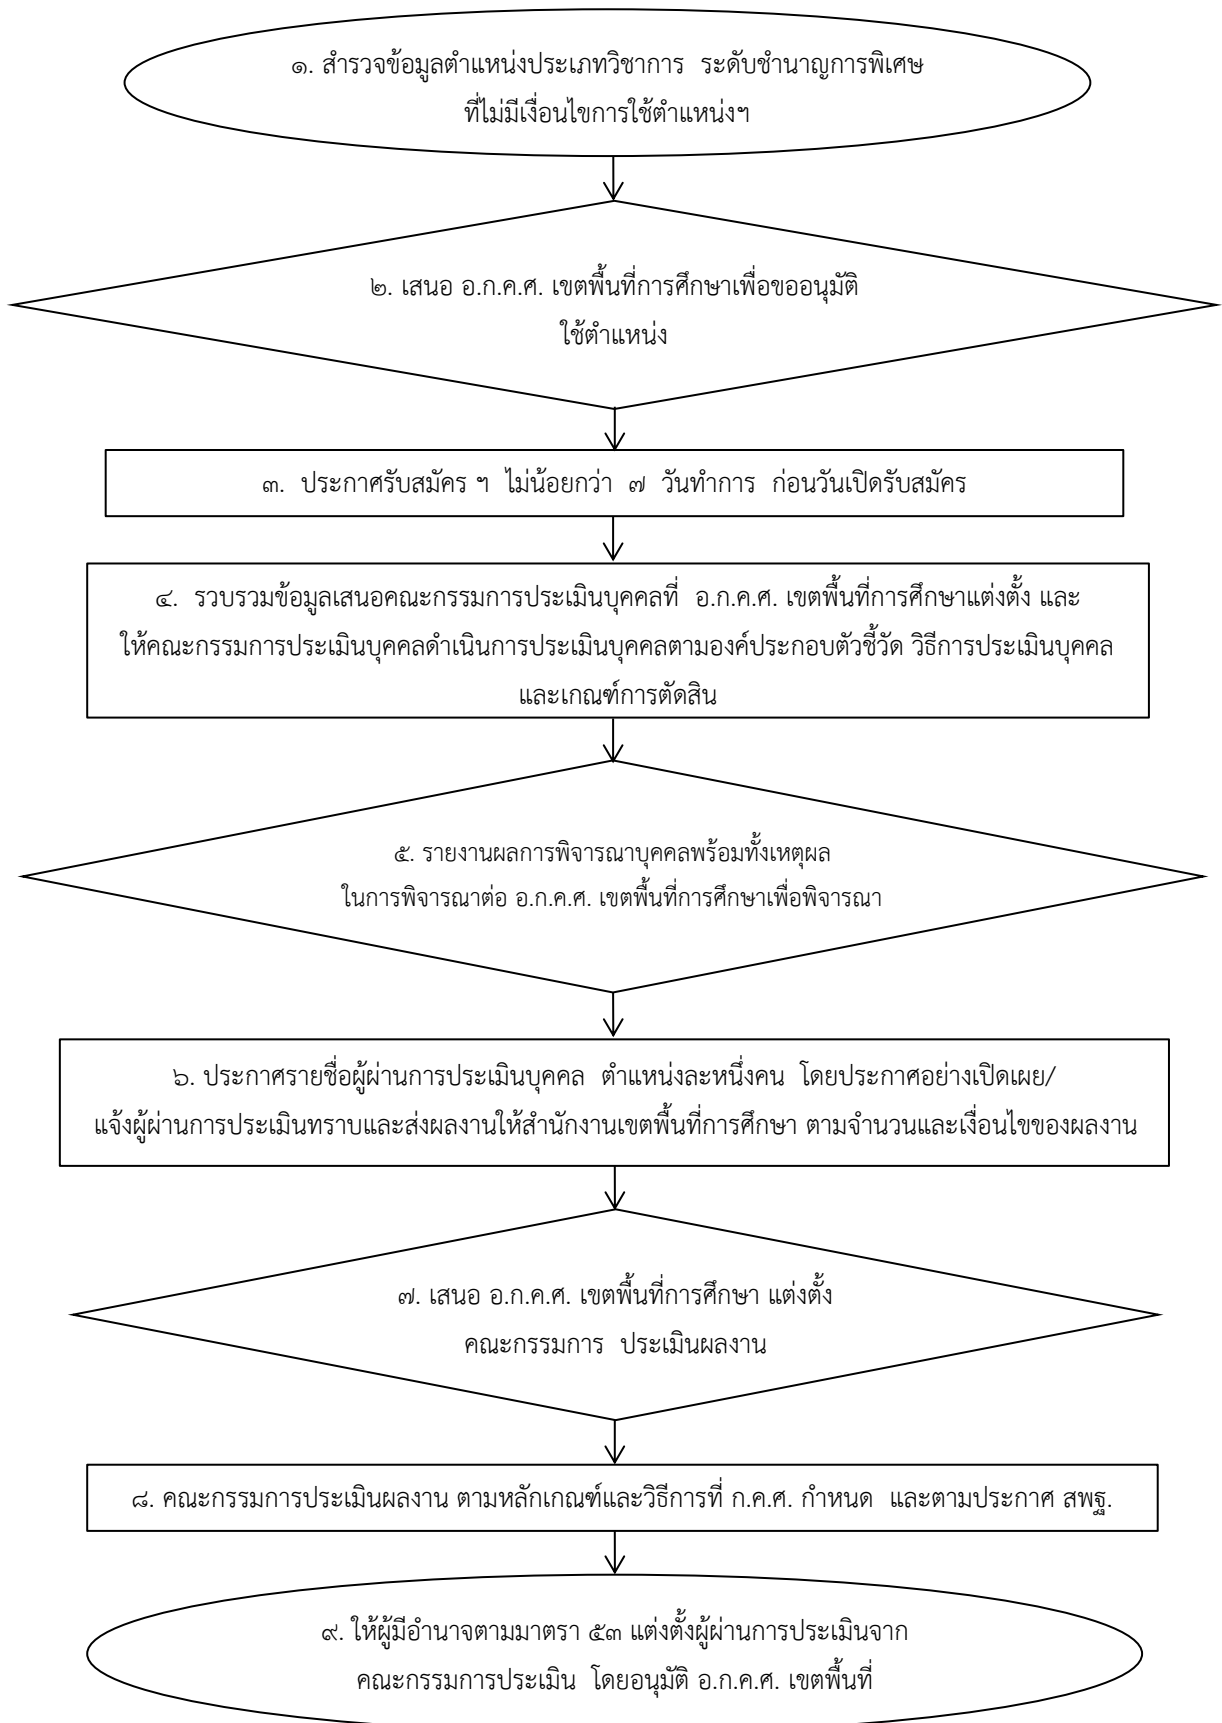 ๑. สำรวจข้อมูลตำแหน่งประเภทวิชาการ ระดับชำนาญการพิเศษ
ที่ไม่มีเงื่อนไขการใช้ตำแหน่งฯ
๒. เสนอ อ.ก.ค.ศ. เขตพื้นที่การศึกษาเพื่อขออนุมัติ
ใช้ตำแหน่ง
๓. ประกาศรับสมัคร ฯ ไม่น้อยกว่า ๗ วันทำการ ก่อนวันเปิดรับสมัคร
๔. รวบรวมข้อมูลเสนอคณะกรรมการประเมินบุคคลที่ อ.ก.ค.ศ. เขตพื้นที่การศึกษาแต่งตั้ง และ
ให้คณะกรรมการประเมินบุคคลดำเนินการประเมินบุคคลตามองค์ประกอบตัวชี้วัด วิธีการประเมินบุคคล
และเกณฑ์การตัดสิน
๕. รายงานผลการพิจารณาบุคคลพร้อมทั้งเหตุผล
ในการพิจารณาต่อ อ.ก.ค.ศ. เขตพื้นที่การศึกษาเพื่อพิจารณา
๖. ประกาศรายชื่อผู้ผ่านการประเมินบุคคล ตำแหน่งละหนึ่งคน โดยประกาศอย่างเปิดเผย/
แจ้งผู้ผ่านการประเมินทราบและส่งผลงานให้สำนักงานเขตพื้นที่การศึกษา ตามจำนวนและเงื่อนไขของผลงาน
๗. เสนอ อ.ก.ค.ศ. เขตพื้นที่การศึกษา แต่งตั้ง
คณะกรรมการ ประเมินผลงาน
๘. คณะกรรมการประเมินผลงาน ตามหลักเกณฑ์และวิธีการที่ ก.ค.ศ. กำหนด และตามประกาศ สพฐ.
๙. ให้ผู้มีอำนาจตามมาตรา ๕๓ แต่งตั้งผู้ผ่านการประเมินจาก
คณะกรรมการประเมิน โดยอนุมัติ อ.ก.ค.ศ. เขตพื้นที่